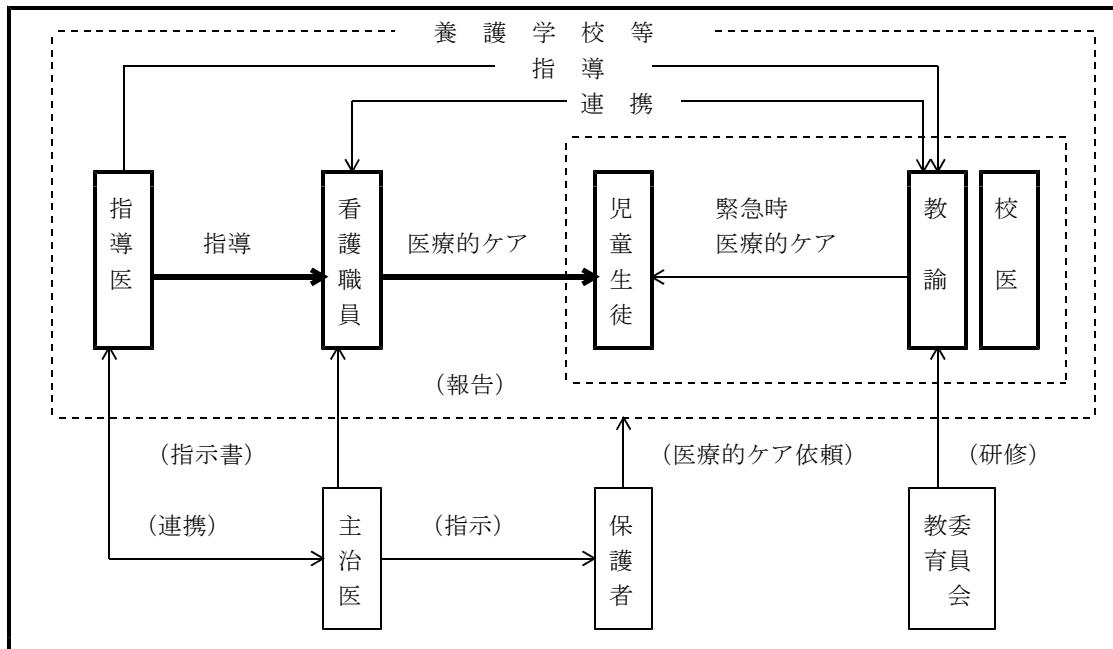 養護学校等
指導
連携
指導医
指導
看護職員
医療的ケア
児童生徒
緊急時
医療的ケア
教諭
校医
（報告）
（指示書）
（医療的ケア依頼）
（研修）
（連携）
主治医
（指示）
保護者
教育委員会